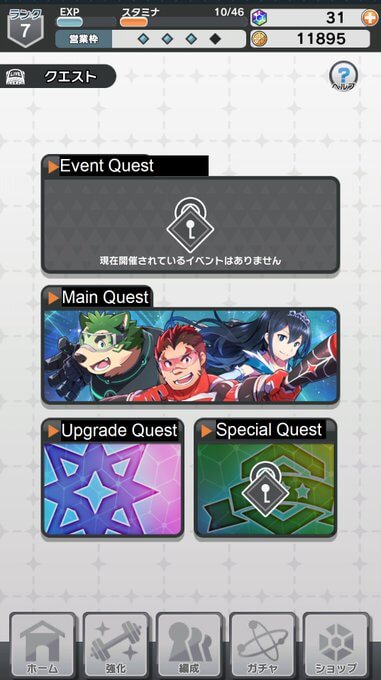 ランク
7
EXP
スタミナ
10/46
31
営業枠
11895
LIVE
クエスト
?
ヘルプ
Event Quest
現在開催されているイベントはありません
Main Quest
Upgrade Quest
Special Quest
ホーム
強化
編成
ガチャ
ショップ